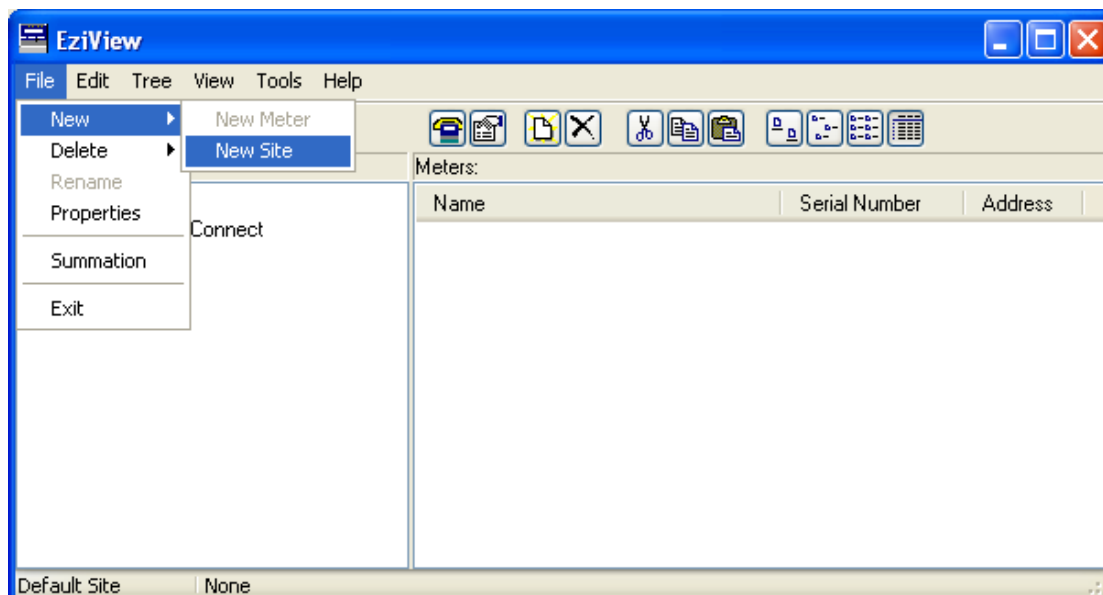 EziView
File Edit Tree View Tools Help
New New Meter
Delete New Site
Rename
Properties
Summation
Exit
Connect
Meters:
Name Serial Number Address
Default Site None